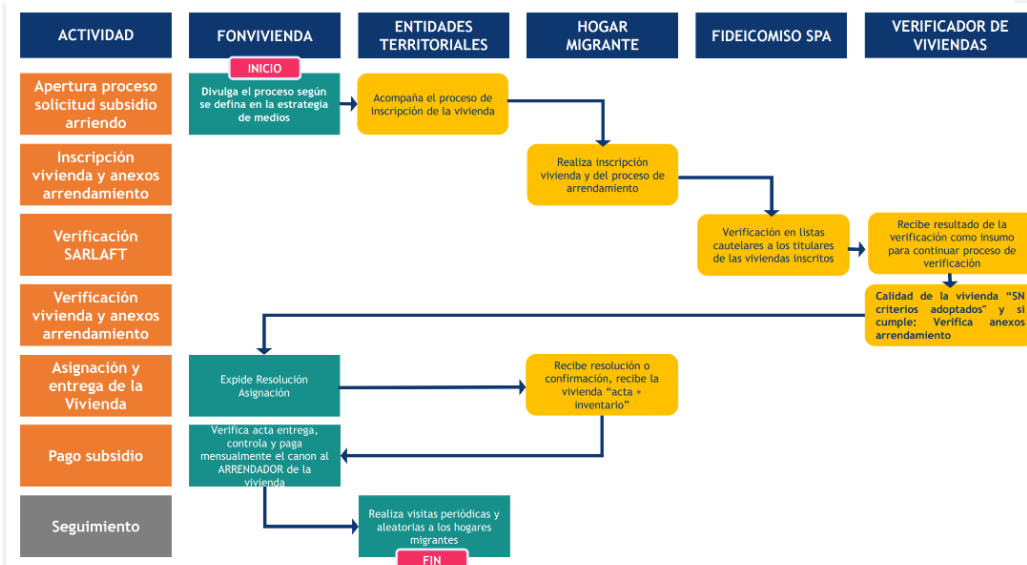 ACTIVIDAD
FONVIVIENDA
ENTIDADES
TERRITORIALES
HOGAR
MIGRANTE
FIDEICOMISO SPA
VERIFICADOR DE
VIVIENDAS
INICIO
Apertura proceso
solicitud subsidio
arriendo
Divulga el proceso según
se defina en la estrategia
de medios
Acompaña el proceso de
inscripción de la vivienda
Inscripción
vivienda y anexos
arrendamiento
Realiza inscripción
vivienda y del proceso de
arrendamiento
Verificación
SARLAFT
Verificación en listas
cautelares a los titulares
de las viviendas inscritos
Recibe resultado de la
verificación como insumo
para continuar proceso de
verificación
Verificación
vivienda y anexos
arrendamiento
Calidad de la vivienda “SN
criterios adoptados” y si
cumple: Verifica anexos
arrendamiento
Asignación y
entrega de la
Vivienda
Expide Resolución
Asignación
Recibe resolución o
confirmación, recibe la
vivienda “acta +
inventario”
Pago subsidio
Verifica acta entrega,
controla y paga
mensualmente el canon al
ARRENDADOR de la
vivienda
Seguimiento
Realiza visitas periódicas y
aleatorias a los hogares
migrantes
FIN